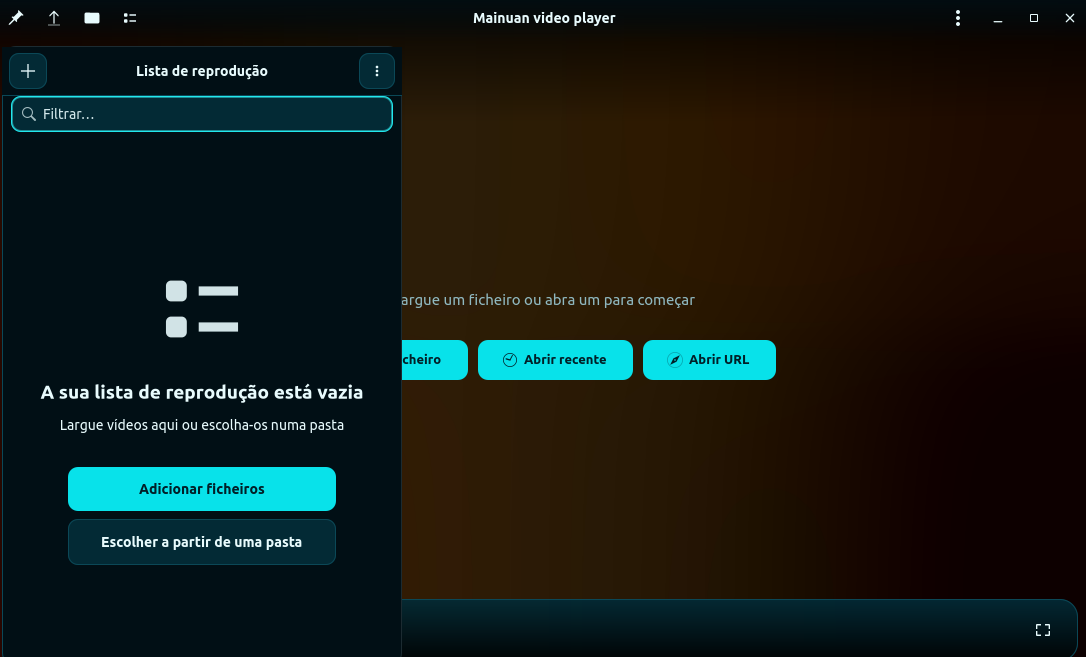 Mainuan video player
Lista de reprodução
Filtrar...
A sua lista de reprodução está vazia
Largue vídeos aqui ou escolha-os numa pasta
Adicionar ficheiros
Escolher a partir de uma pasta
um ficheiro ou abra um para começar
Abrir recente
Abrir URL